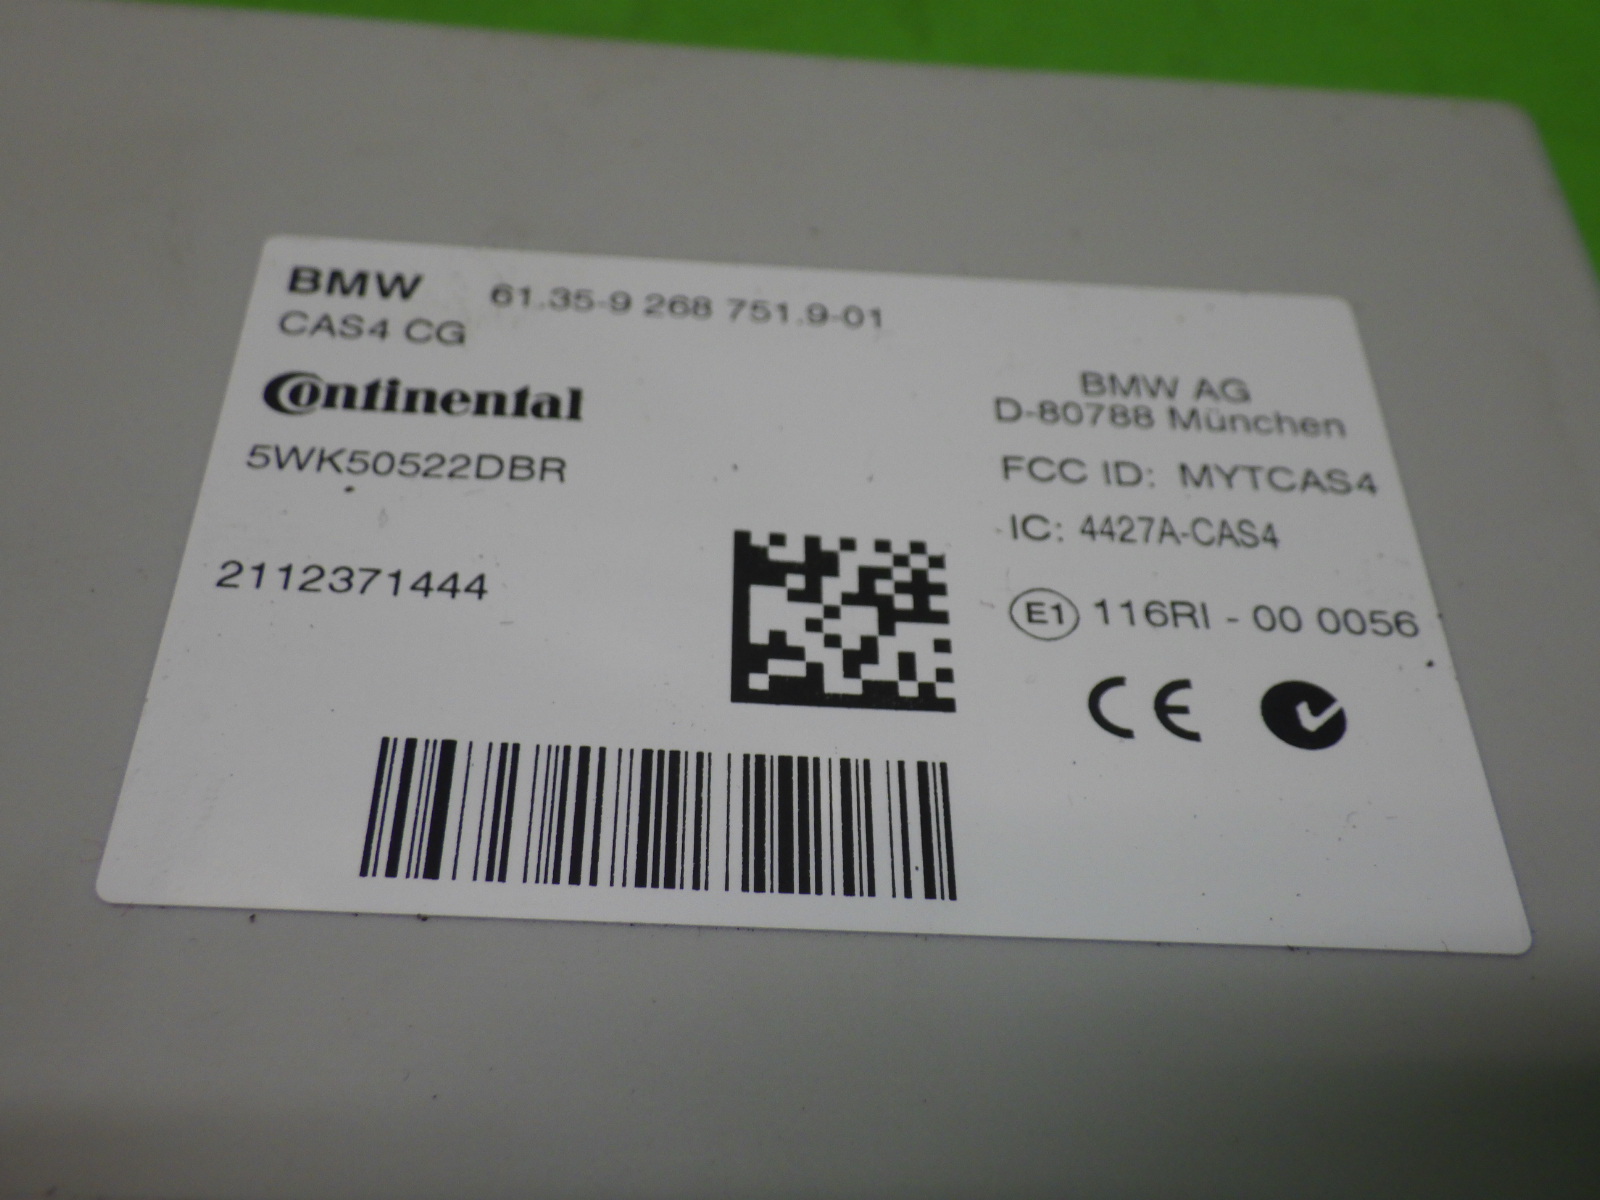 BMW 61.35-9 268 751.9-01
CAS4 CG
Continental
5WK50522DBR
2112371444
BMW AG
D-80788 München
FCC ID: MYTCAS4
IC: 4427A-CAS4
E1 116RI - 00 0056
CE